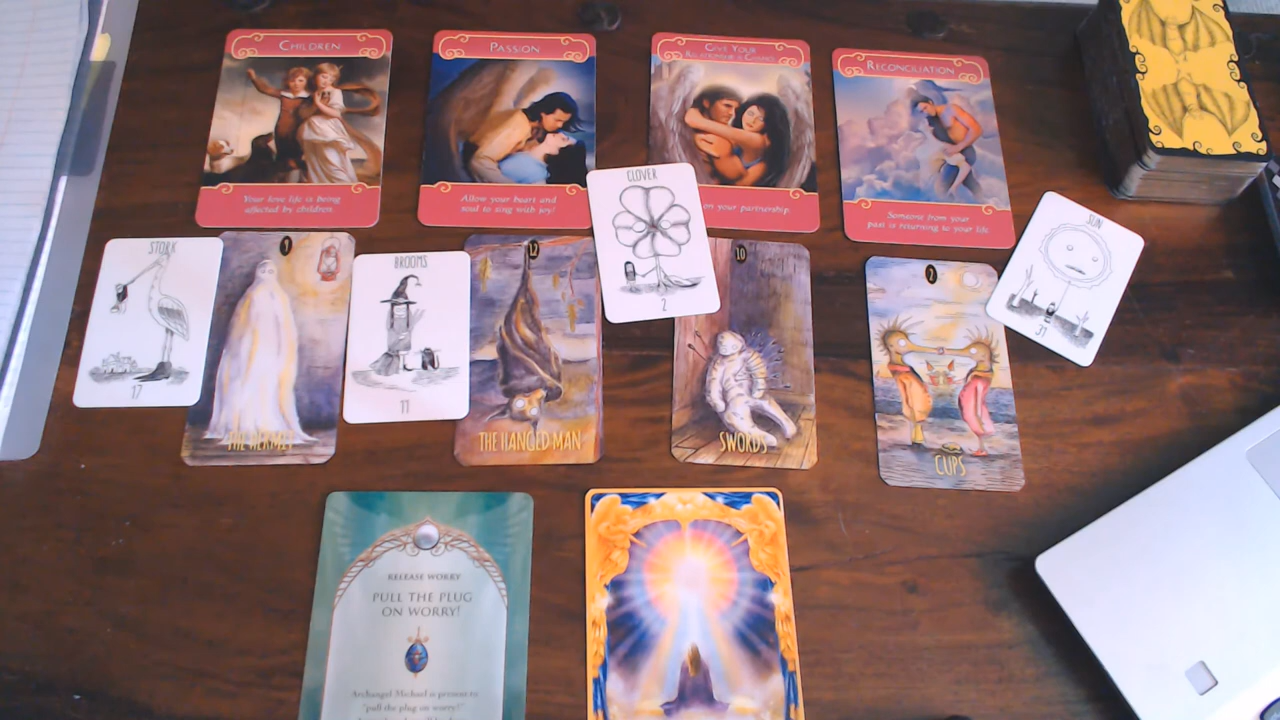 CHILDREN
Your love life is being
affected by children.
PASSION
Allow your heart and
soul to sing with joy!
GIVE YOUR
RELATIONSHIP A CHANCE
on your partnership.
RECONCILIATION
Someone from your
past is returning to your life
STORK
17
9
THE HERMIT
BROOMS
11
12
THE HANGED MAN
CLOVER
2
10
SWORDS
2
CUPS
SUN
31
RELEASE WORRY
PULL THE PLUG
ON WORRY!
Archangel Michael is present to
"pull the plug on worry!"